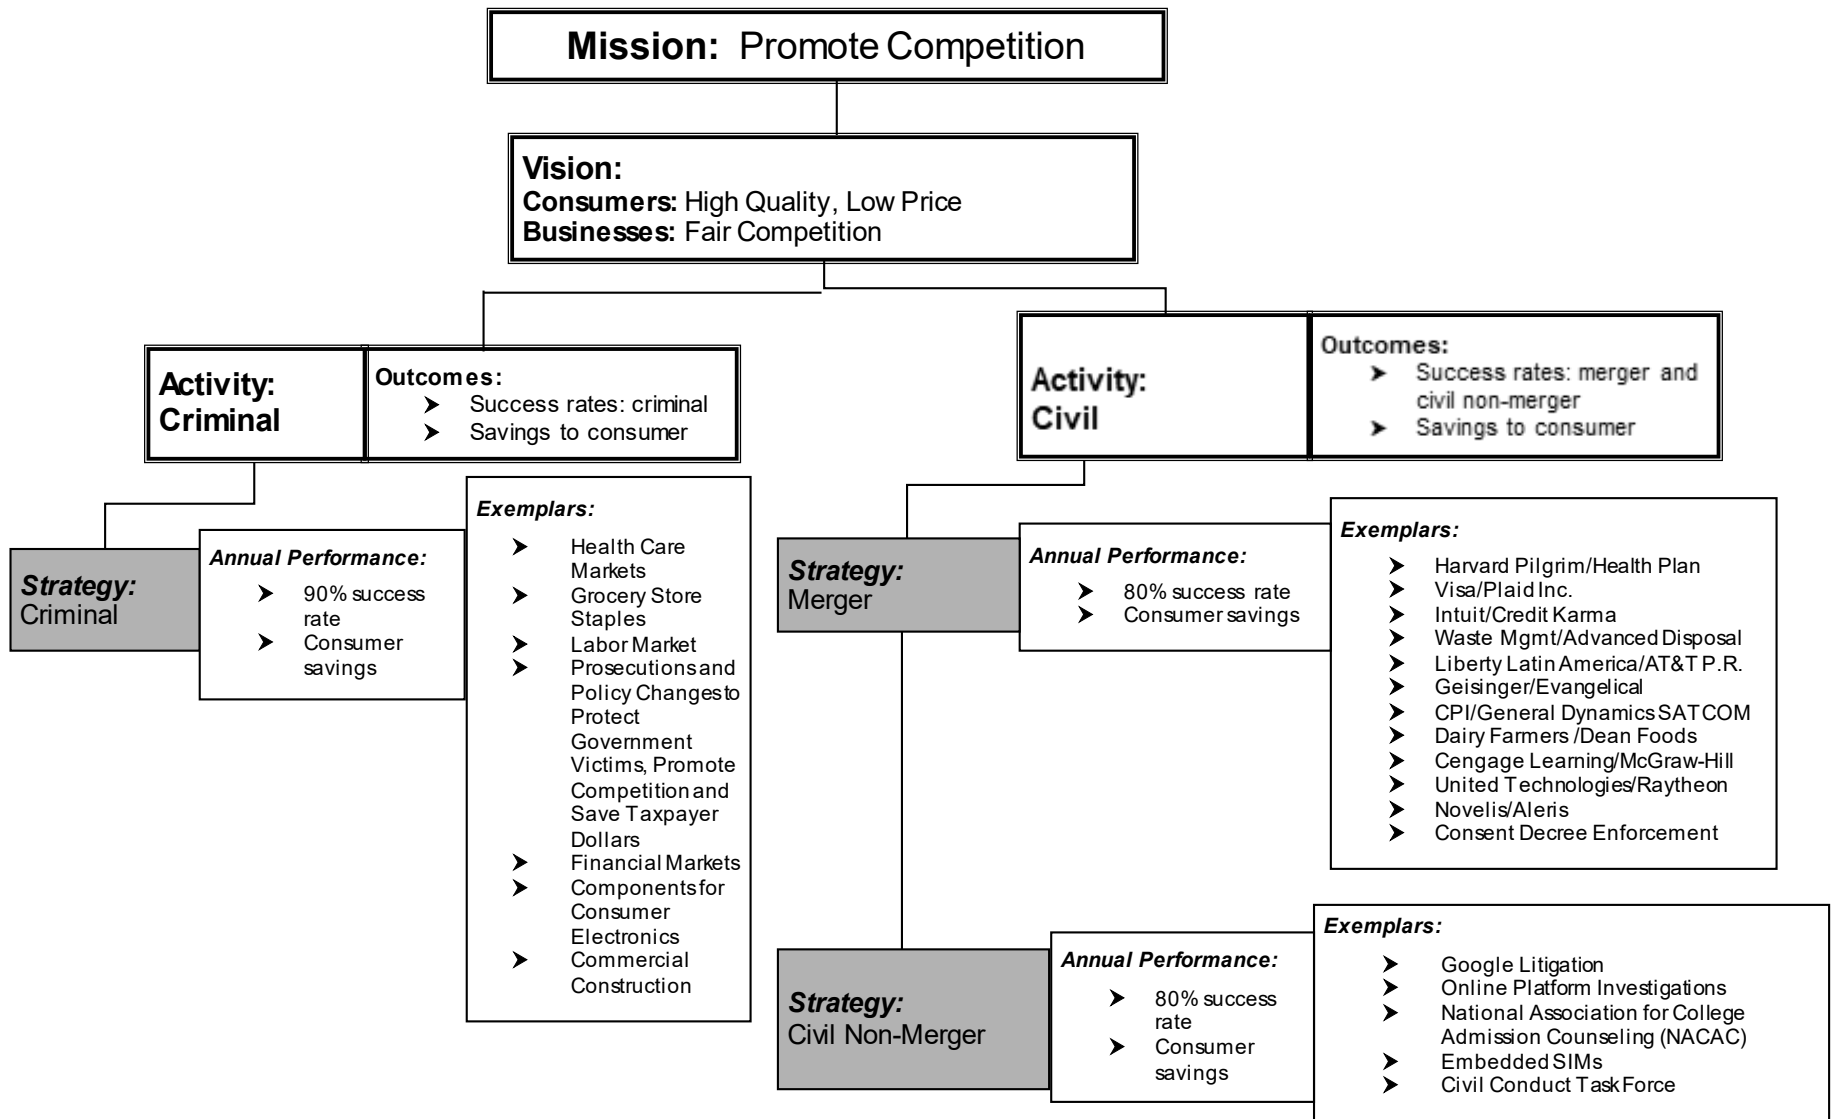 Mission: Promote Competition
Vision:
Consumers: High Quality, Low Price
Businesses: Fair Competition
Activity:
Criminal
Outcomes:
➤ Success rates: criminal
➤ Savings to consumer
Activity:
Civil
Outcomes:
➤ Success rates: merger and
civil non-merger
➤ Savings to consumer
Strategy:
Criminal
Annual Performance:
➤ 90% success
rate
➤ Consumer
savings
Exemplars:
➤ Health Care
Markets
➤ Grocery Store
Staples
➤ Labor Market
➤ Prosecutions and
Policy Changes to
Protect
Government
Victims, Promote
Competition and
Save Taxpayer
Dollars
➤ Financial Markets
➤ Components for
Consumer
Electronics
➤ Commercial
Construction
Strategy:
Merger
Annual Performance:
➤ 80% success rate
➤ Consumer savings
Exemplars:
➤ Harvard Pilgrim/Health Plan
➤ Visa/Plaid Inc.
➤ Intuit/Credit Karma
➤ Waste Mgmt/Advanced Disposal
➤ Liberty Latin America/AT&T P.R.
➤ Geisinger/Evangelical
➤ CPI/General Dynamics SATCOM
➤ Dairy Farmers /Dean Foods
➤ Cengage Learning/McGraw-Hill
➤ United Technologies/Raytheon
➤ Novelis/Aleris
➤ Consent Decree Enforcement
Strategy:
Civil Non-Merger
Annual Performance:
➤ 80% success
rate
➤ Consumer
savings
Exemplars:
➤ Google Litigation
➤ Online Platform Investigations
➤ National Association for College
Admission Counseling (NACAC)
➤ Embedded SIMs
➤ Civil Conduct Task Force